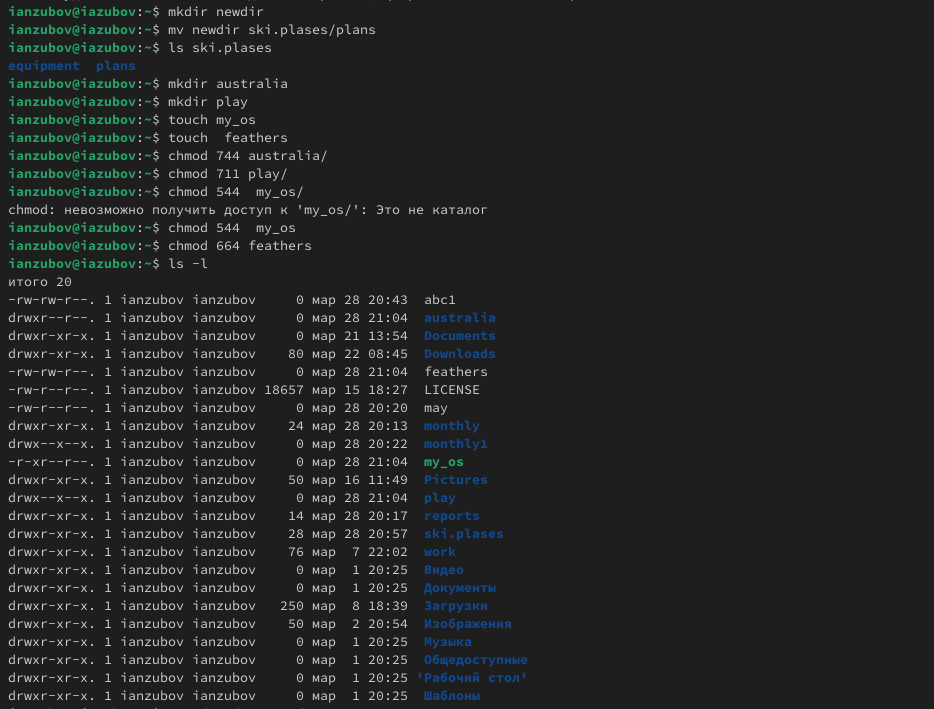 ianzubov@iazubov:~$ mkdir newdir
ianzubov@iazubov:~$ mv newdir ski.plases/plans
ianzubov@iazubov:~$ ls ski.plases
equipment  plans
ianzubov@iazubov:~$ mkdir australia
ianzubov@iazubov:~$ mkdir play
ianzubov@iazubov:~$ touch my_os
ianzubov@iazubov:~$ touch  feathers
ianzubov@iazubov:~$ chmod 744 australia/
ianzubov@iazubov:~$ chmod 711 play/
ianzubov@iazubov:~$ chmod 544  my_os/
chmod: невозможно получить доступ к 'my_os/': Это не каталог
ianzubov@iazubov:~$ chmod 544  my_os
ianzubov@iazubov:~$ chmod 664 feathers
ianzubov@iazubov:~$ ls -l
итого 20
-rw-rw-r--. 1 ianzubov ianzubov     0 мар 28 20:43  abc1
drwxr--r--. 1 ianzubov ianzubov     0 мар 28 21:04  australia
drwxr-xr-x. 1 ianzubov ianzubov     0 мар 21 13:54  Documents
drwxr-xr-x. 1 ianzubov ianzubov    80 мар 22 08:45  Downloads
-rw-rw-r--. 1 ianzubov ianzubov     0 мар 28 21:04  feathers
-rw-r--r--. 1 ianzubov ianzubov 18657 мар 15 18:27  LICENSE
-rw-r--r--. 1 ianzubov ianzubov     0 мар 28 20:20  may
drwxr-xr-x. 1 ianzubov ianzubov    24 мар 28 20:13  monthly
drwx--x--x. 1 ianzubov ianzubov     0 мар 28 20:22  monthly1
-r-xr--r--. 1 ianzubov ianzubov     0 мар 28 21:04  my_os
drwxr-xr-x. 1 ianzubov ianzubov    50 мар 16 11:49  Pictures
drwx--x--x. 1 ianzubov ianzubov     0 мар 28 21:04  play
drwxr-xr-x. 1 ianzubov ianzubov    14 мар 28 20:17  reports
drwxr-xr-x. 1 ianzubov ianzubov    28 мар 28 20:57  ski.plases
drwxr-xr-x. 1 ianzubov ianzubov    76 мар  7 22:02  work
drwxr-xr-x. 1 ianzubov ianzubov     0 мар  1 20:25  Видео
drwxr-xr-x. 1 ianzubov ianzubov     0 мар  1 20:25  Документы
drwxr-xr-x. 1 ianzubov ianzubov   250 мар  8 18:39  Загрузки
drwxr-xr-x. 1 ianzubov ianzubov    50 мар  2 20:54  Изображения
drwxr-xr-x. 1 ianzubov ianzubov     0 мар  1 20:25  Музыка
drwxr-xr-x. 1 ianzubov ianzubov     0 мар  1 20:25  Общедоступные
drwxr-xr-x. 1 ianzubov ianzubov     0 мар  1 20:25 'Рабочий стол'
drwxr-xr-x. 1 ianzubov ianzubov     0 мар  1 20:25  Шаблоны